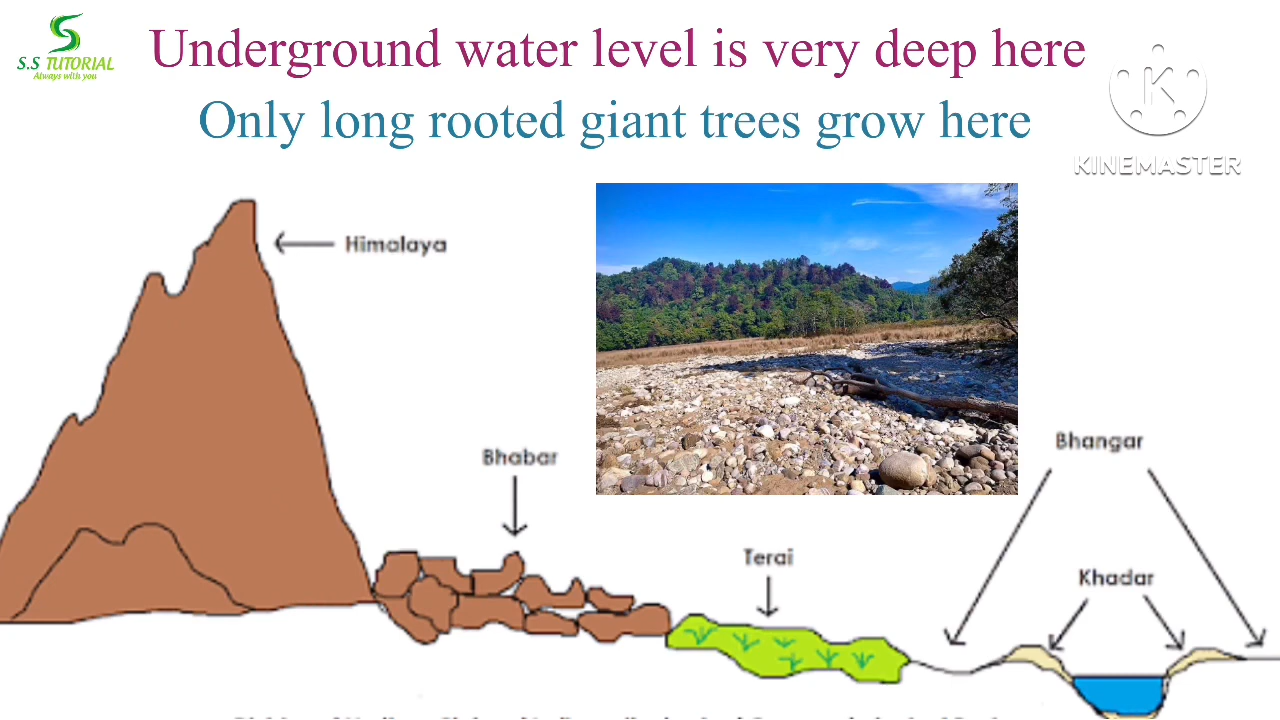 S.S TUTORIAL
Always with you
Underground water level is very deep here
Only long rooted giant trees grow here
KINEMASTER
Himalaya
Bhabar
Bhangar
Terai
Khadar